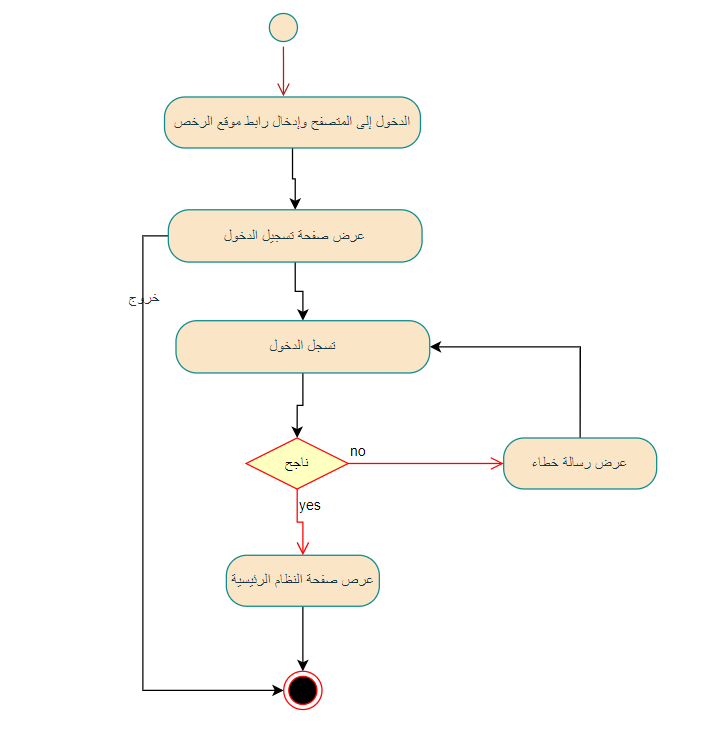 الدخول إلى المتصفح وإدخال رابط موقع الرخص
عرض صفحة تسجيل الدخول
خروج
تسجل الدخول
ناجح
no
عرض رسالة خطاء
yes
عرص صفحة النظام الرئيسية